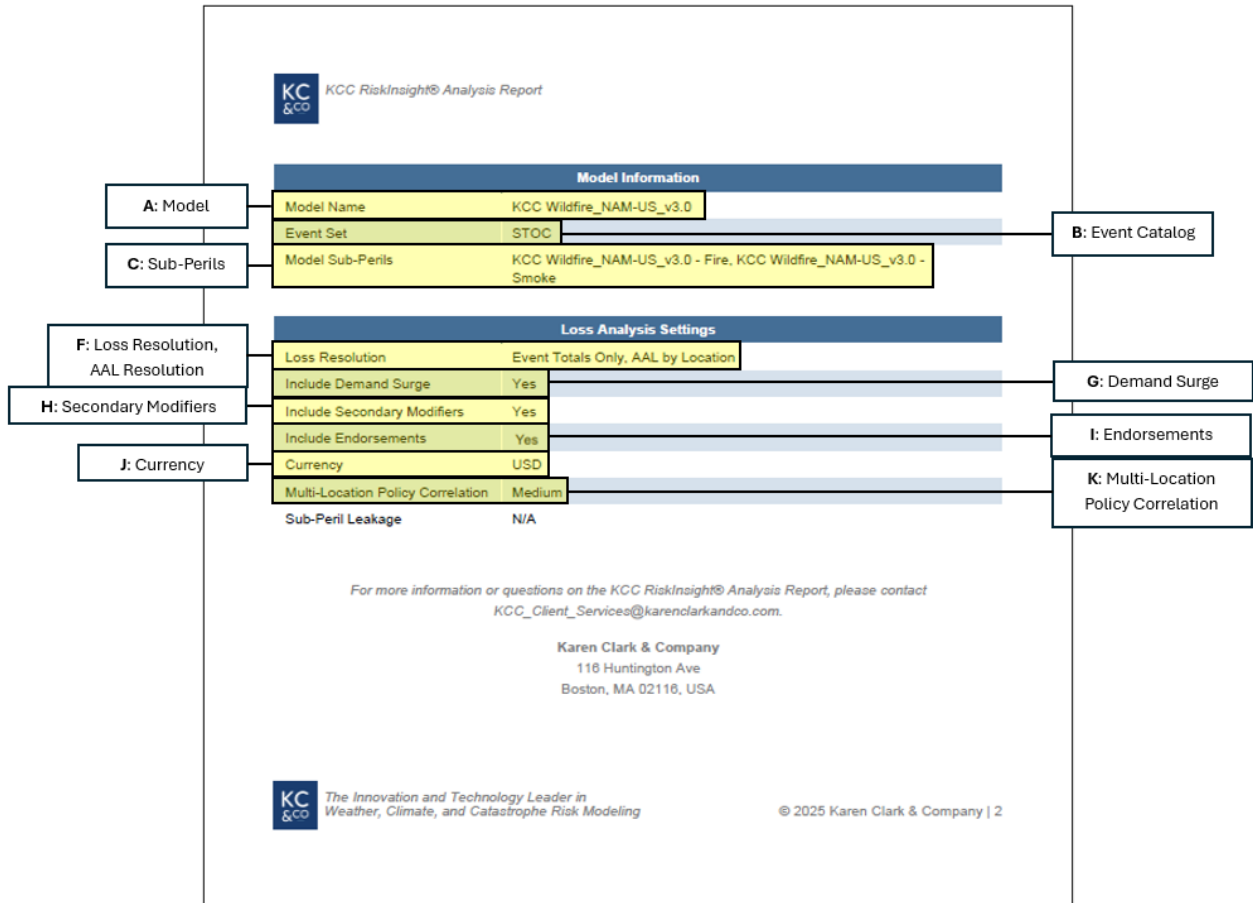 KC
&CO
KCC RiskInsight® Analysis Report
Model Information
A: Model
Model Name KCC Wildfire_NAM-US_v3.0
Event Set STOC
B: Event Catalog
C: Sub-Perils
Model Sub-Perils KCC Wildfire_NAM-US_v3.0 - Fire, KCC Wildfire_NAM-US_v3.0 -
Smoke
Loss Analysis Settings
F: Loss Resolution,
AAL Resolution
Loss Resolution Event Totals Only, AAL by Location
Include Demand Surge Yes
G: Demand Surge
H: Secondary Modifiers
Include Secondary Modifiers Yes
Include Endorsements Yes
I: Endorsements
J: Currency
Currency USD
Multi-Location Policy Correlation Medium
K: Multi-Location
Policy Correlation
Sub-Peril Leakage N/A
For more information or questions on the KCC RiskInsight® Analysis Report, please contact
KCC_Client_Services@karenclarkandco.com.
Karen Clark & Company
116 Huntington Ave
Boston, MA 02116, USA
KC
&CO
The Innovation and Technology Leader in
Weather, Climate, and Catastrophe Risk Modeling
© 2025 Karen Clark & Company | 2